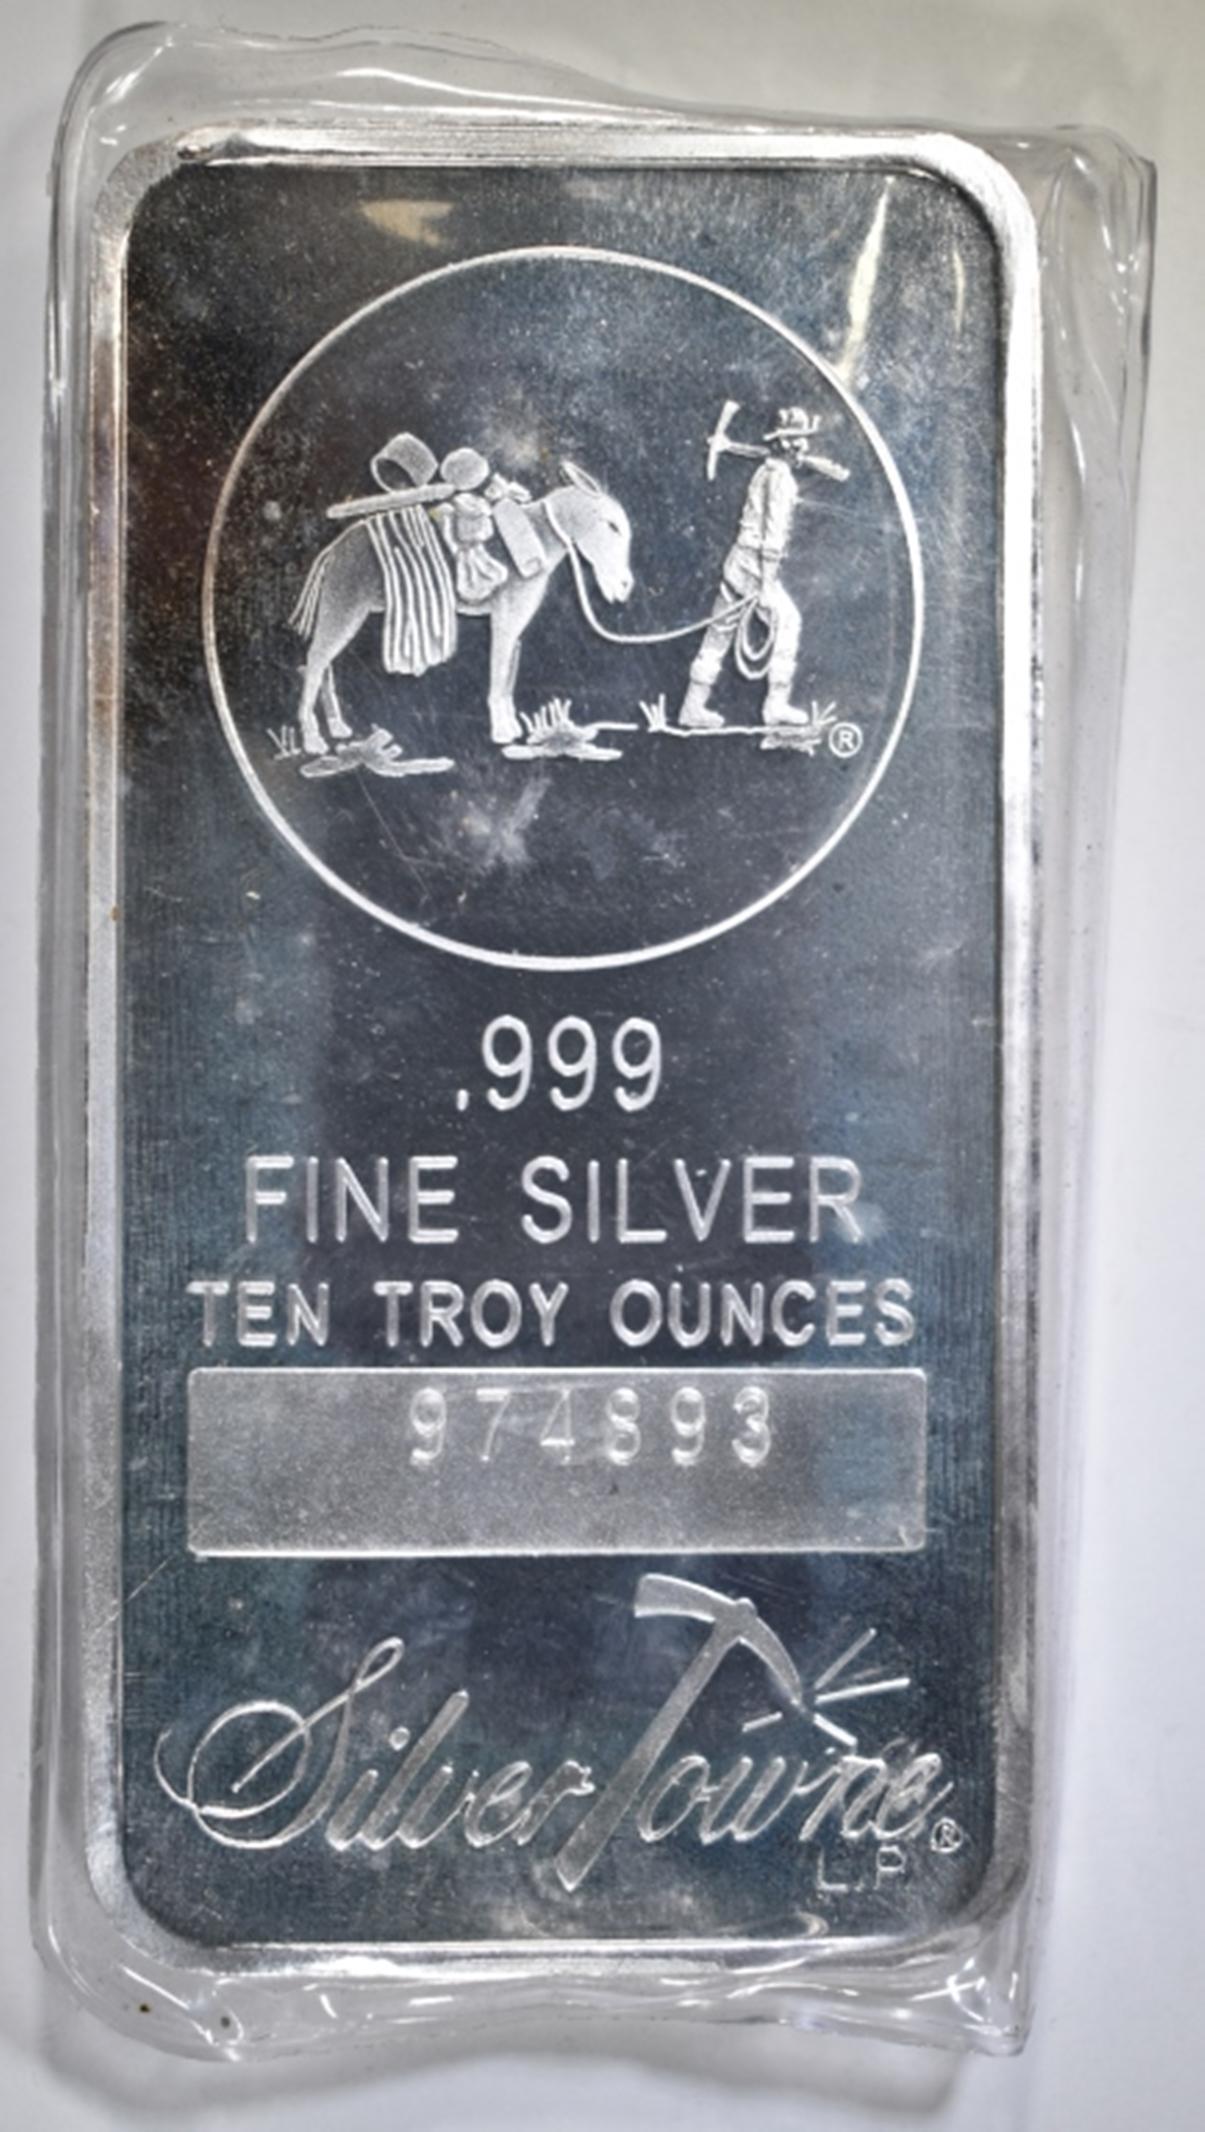 ®
.999
FINE SILVER
TEN TROY OUNCES
974893
SilverTowne®
L.P.